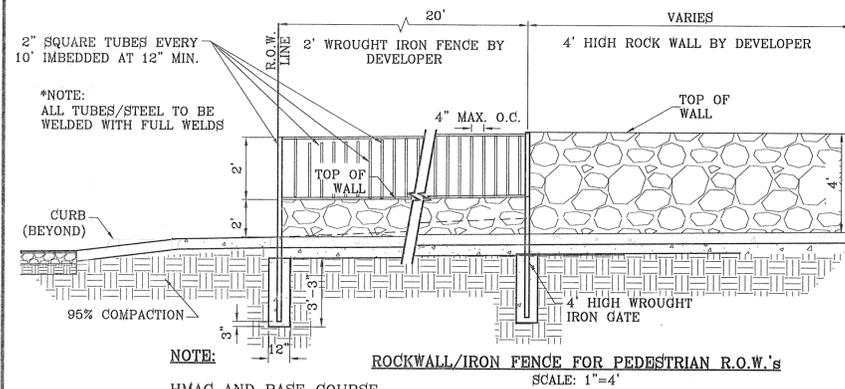 20'
VARIES
2" SQUARE TUBES EVERY
10' IMBEDDED AT 12" MIN.
R.O.W.
LINE
2' WROUGHT IRON FENCE BY
DEVELOPER
4' HIGH ROCK WALL BY DEVELOPER
*NOTE:
ALL TUBES/STEEL TO BE
WELDED WITH FULL WELDS
4" MAX. O.C.
TOP OF
WALL
2'
TOP OF
WALL
4'
2'
CURB
(BEYOND)
3'-3"
95% COMPACTION
4' HIGH WROUGHT
IRON GATE
3"
12"
NOTE:
ROCKWALL/IRON FENCE FOR PEDESTRIAN R.O.W.'s
SCALE: 1"=4'
HMAC AND BASE COURSE